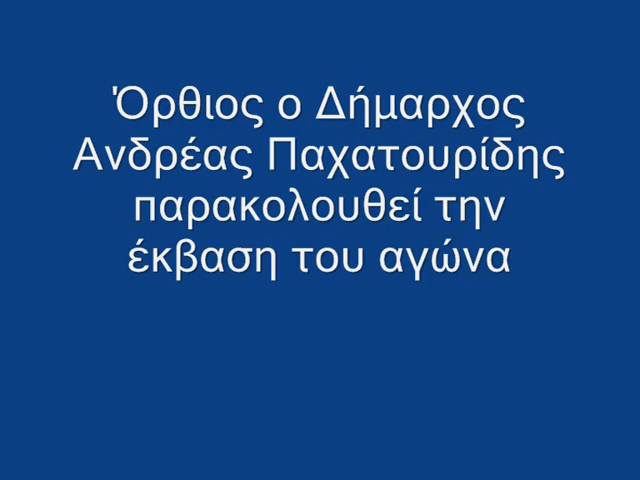 Όρθιος ο Δήμαρχος
Ανδρέας Παχατουρίδης
παρακολουθεί την
έκβαση του αγώνα